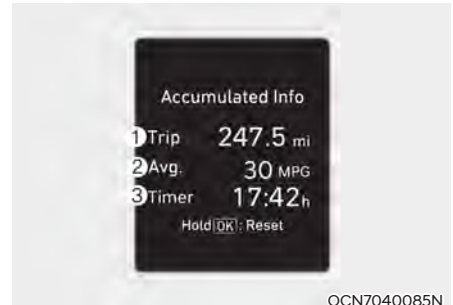 Accumulated Info
1 Trip 247.5 mi
2 Avg. 30 MPG
3 Timer 17:42h
Hold OK : Reset
OCN7040085N